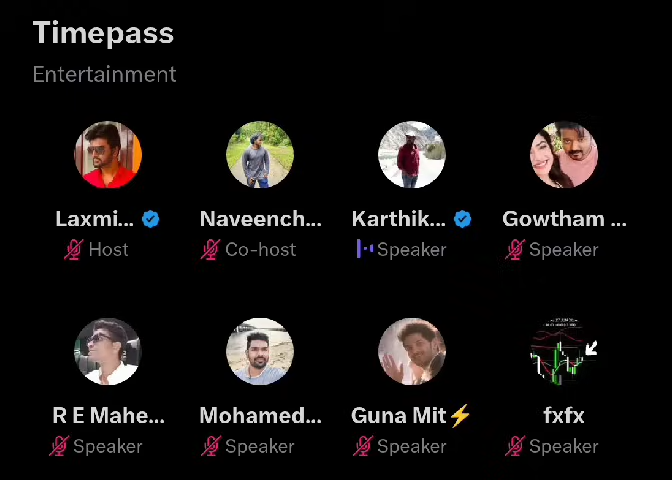 Timepass
Entertainment
Laxmi... Naveench... Karthik... Gowtham ...
Host Co-host Speaker Speaker
R E Mahe... Mohamed... Guna Mit⚡ fxfx
Speaker Speaker Speaker Speaker